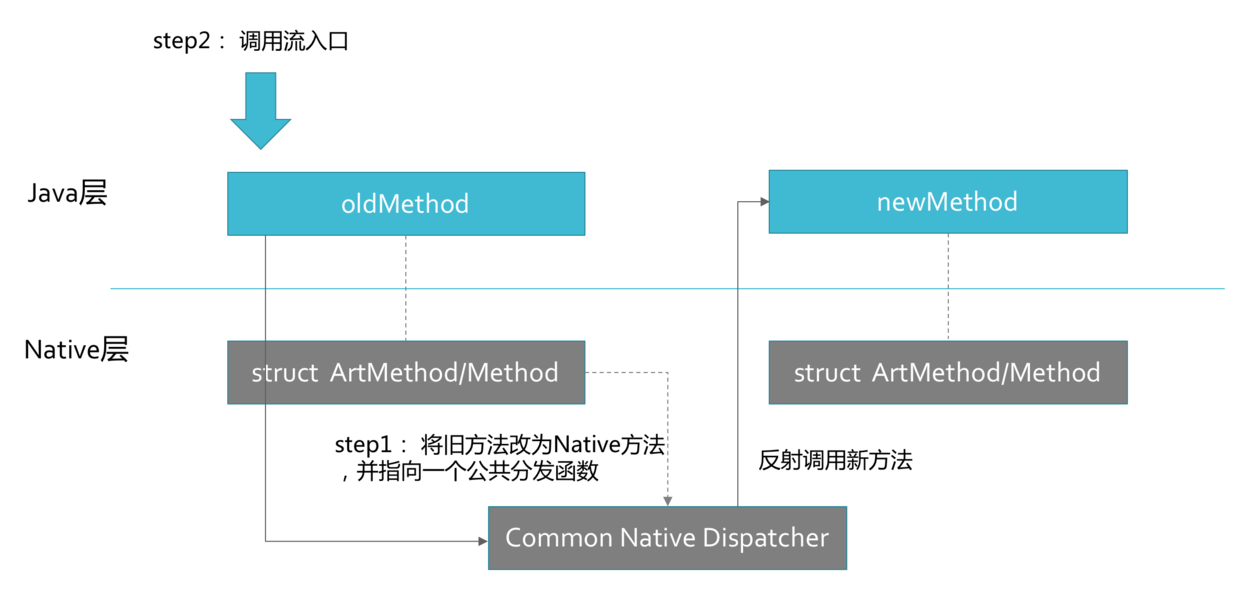 step2： 调用流入口
Java层
oldMethod
newMethod
Native层
struct ArtMethod/Method
struct ArtMethod/Method
step1： 将旧方法改为Native方法
，并指向一个公共分发函数
反射调用新方法
Common Native Dispatcher